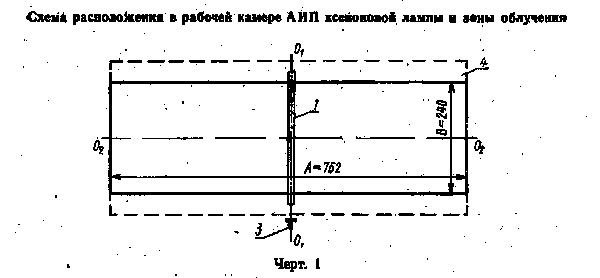 Схема расположения в рабочей камере АИП ксеноновой лампы и зоны облучения
O₁
4
1
B=240
O₂
O₂
A=762
3
O₁
Черт. 1